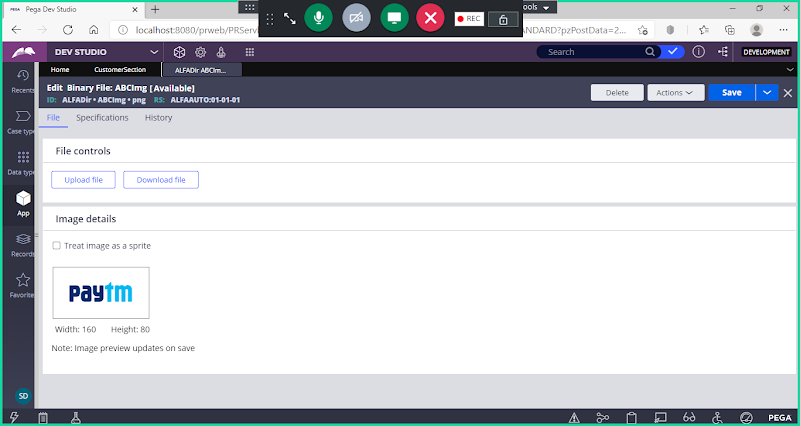 PEGA Pega Dev Studio
localhost:8080/prweb/PRServ
ools
REC
ANDARD?pzPostData=2...
DEV STUDIO
Search
DEVELOPMENT
Home CustomerSection ALFADir ABCIm...
Edit Binary File: ABCImg [Available]
ID: ALFADir • ABCImg • png RS: ALFAAUTO:01-01-01
Delete Actions Save
File Specifications History
Recents
Case type
Data type
App
Records
Favorite
File controls
Upload file Download file
Image details
Treat image as a sprite
paytm
Width: 160 Height: 80
Note: Image preview updates on save
SD
PEGA